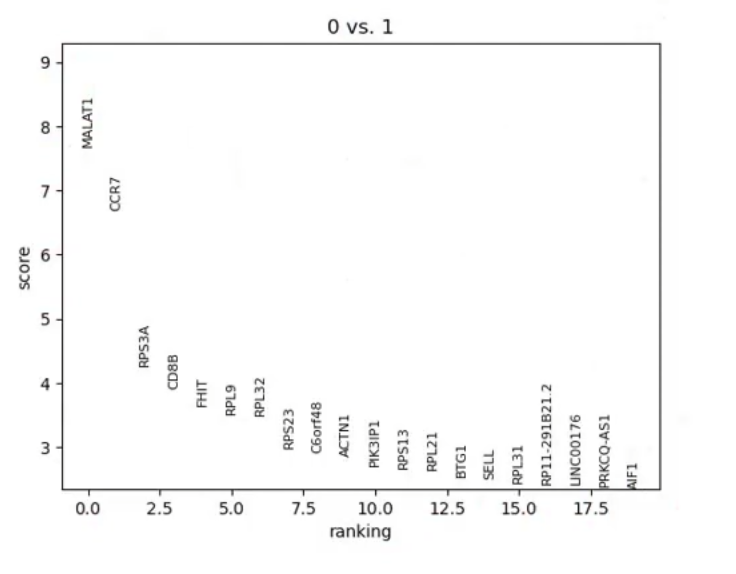 0 vs. 1
9
8
7
6
5
4
3
score
MALAT1
CCR7
RPS3A
CD8B
FHIT
RPL9
RPL32
RPS23
C6orf48
ACTN1
PIK3IP1
RPS13
RPL21
BTG1
SELL
RPL31
RP11-291B21.2
LINC00176
PRKCQ-AS1
AIF1
0.0 2.5 5.0 7.5 10.0 12.5 15.0 17.5
ranking